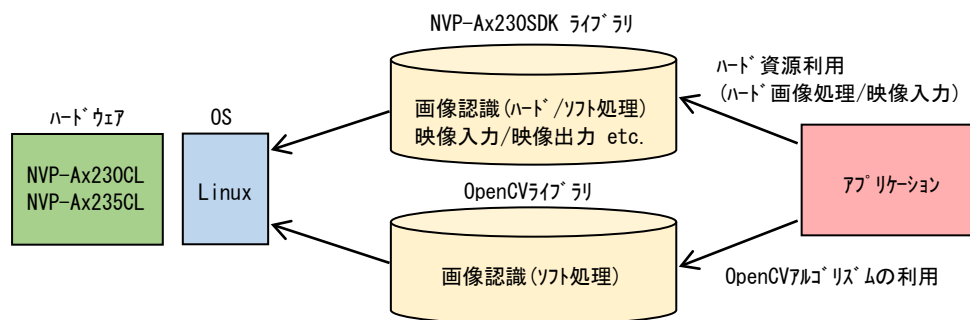 NVP-Ax230SDK ライブラリ
ハード資源利用
(ハード画像処理/映像入力)
画像認識(ハード/ソフト処理)
映像入力/映像出力 etc.
ハードウェア
OS
NVP-Ax230CL
NVP-Ax235CL
Linux
アプリケーション
OpenCVライブラリ
画像認識(ソフト処理)
OpenCVアルゴリズムの利用